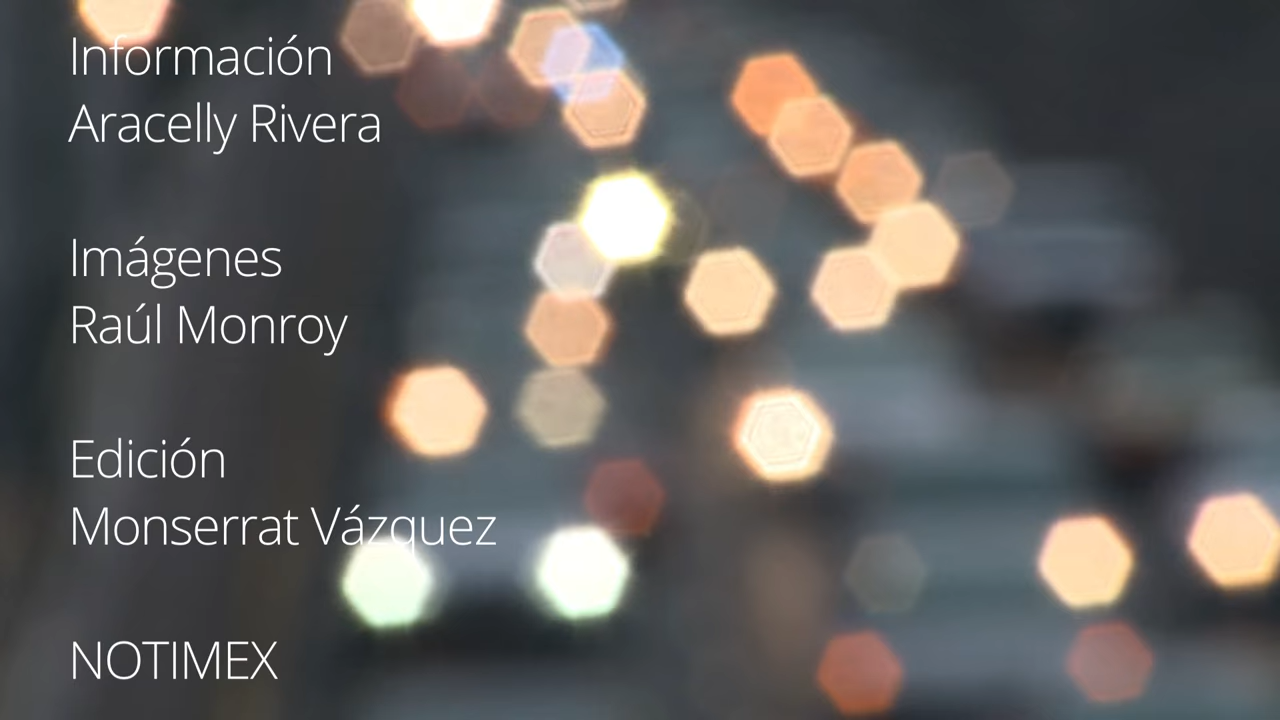 Información
Aracelly Rivera
Imágenes
Raúl Monroy
Edición
Monserrat Vázquez
NOTIMEX